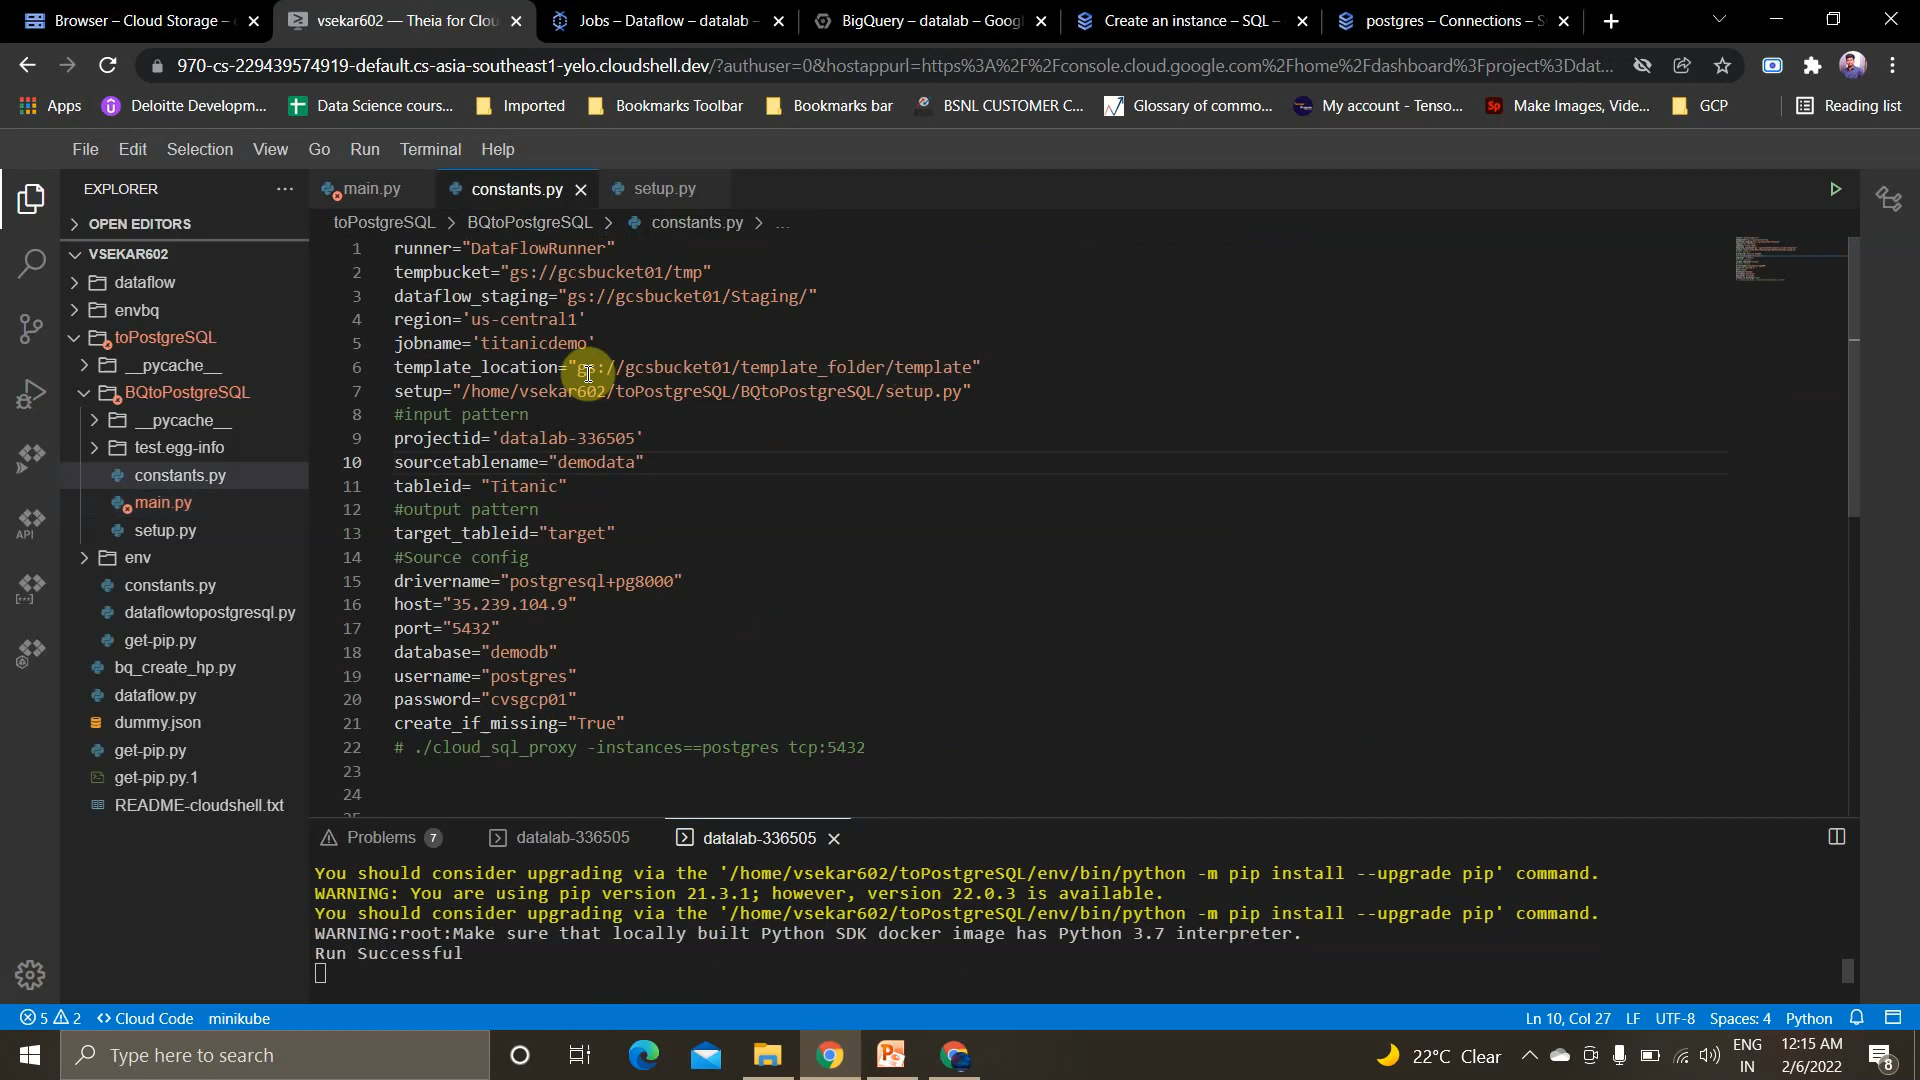 Browser – Cloud Storage –
vsekar602 — Theia for Clou
Jobs – Dataflow – datalab –
BigQuery – datalab – Goog
Create an instance – SQL –
postgres – Connections – S
970-cs-229439574919-default.cs-asia-southeast1-yelo.cloudshell.dev/?authuser=0&hostappurl=https%3A%2F%2Fconsole.cloud.google.com%2Fhome%2Fdashboard%3Fproject%3Ddat...
Apps
Deloitte Developm...
Data Science cours...
Imported
Bookmarks Toolbar
Bookmarks bar
BSNL CUSTOMER C...
Glossary of commo...
My account - Tenso...
Sp
Make Images, Vide...
GCP
Reading list
File Edit Selection View Go Run Terminal Help
EXPLORER
OPEN EDITORS
VSEKAR602
dataflow
envbq
toPostgreSQL
__pycache__
BQtoPostgreSQL
__pycache__
test.egg-info
constants.py
main.py
setup.py
env
constants.py
dataflowtopostgresql.py
get-pip.py
bq_create_hp.py
dataflow.py
dummy.json
get-pip.py
get-pip.py.1
README-cloudshell.txt
API
main.py
constants.py
setup.py
toPostgreSQL > BQtoPostgreSQL > constants.py > ...
1 runner="DataFlowRunner"
2 tempbucket="gs://gcsbucket01/tmp"
3 dataflow_staging="gs://gcsbucket01/Staging/"
4 region='us-central1'
5 jobname='titanicdemo'
6 template_location="gs://gcsbucket01/template_folder/template"
7 setup="/home/vsekar602/toPostgreSQL/BQtoPostgreSQL/setup.py"
8 #input pattern
9 projectid='datalab-336505'
10 sourcetablename="demodata"
11 tableid= "Titanic"
12 #output pattern
13 target_tableid="target"
14 #Source config
15 drivername="postgresql+pg8000"
16 host="35.239.104.9"
17 port="5432"
18 database="demodb"
19 username="postgres"
20 password="cvsgcp01"
21 create_if_missing="True"
22 # ./cloud_sql_proxy -instances==postgres tcp:5432
23
24
Problems 7
datalab-336505
datalab-336505
You should consider upgrading via the '/home/vsekar602/toPostgreSQL/env/bin/python -m pip install --upgrade pip' command.
WARNING: You are using pip version 21.3.1; however, version 22.0.3 is available.
You should consider upgrading via the '/home/vsekar602/toPostgreSQL/env/bin/python -m pip install --upgrade pip' command.
WARNING:root:Make sure that locally built Python SDK docker image has Python 3.7 interpreter.
Run Successful
5 2 <> Cloud Code minikube
Ln 10, Col 27 LF UTF-8 Spaces: 4 Python
Type here to search
22°C Clear
ENG
IN
12:15 AM
2/6/2022
8